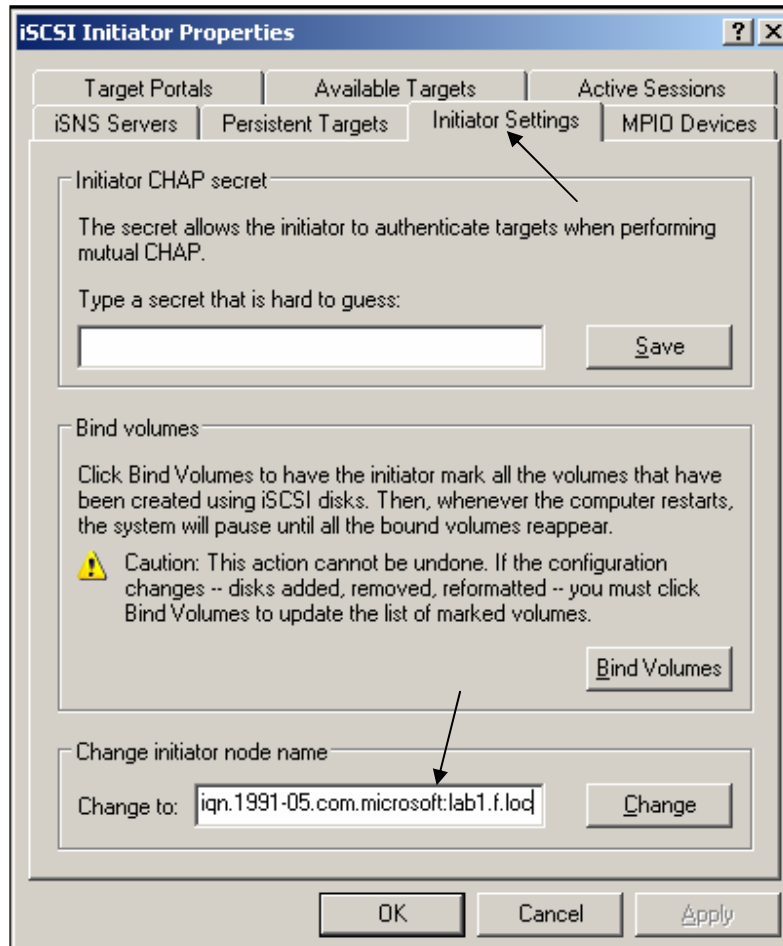 iSCSI Initiator Properties
Target Portals
Available Targets
Active Sessions
iSNS Servers
Persistent Targets
Initiator Settings
MPIO Devices
Initiator CHAP secret
The secret allows the initiator to authenticate targets when performing
mutual CHAP.
Type a secret that is hard to guess:
Save
Bind volumes
Click Bind Volumes to have the initiator mark all the volumes that have
been created using iSCSI disks. Then, whenever the computer restarts,
the system will pause until all the bound volumes reappear.
Caution: This action cannot be undone. If the configuration
changes -- disks added, removed, reformatted -- you must click
Bind Volumes to update the list of marked volumes.
Bind Volumes
Change initiator node name
Change to: iqn.1991-05.com.microsoft:lab1.f.loc
Change
OK
Cancel
Apply